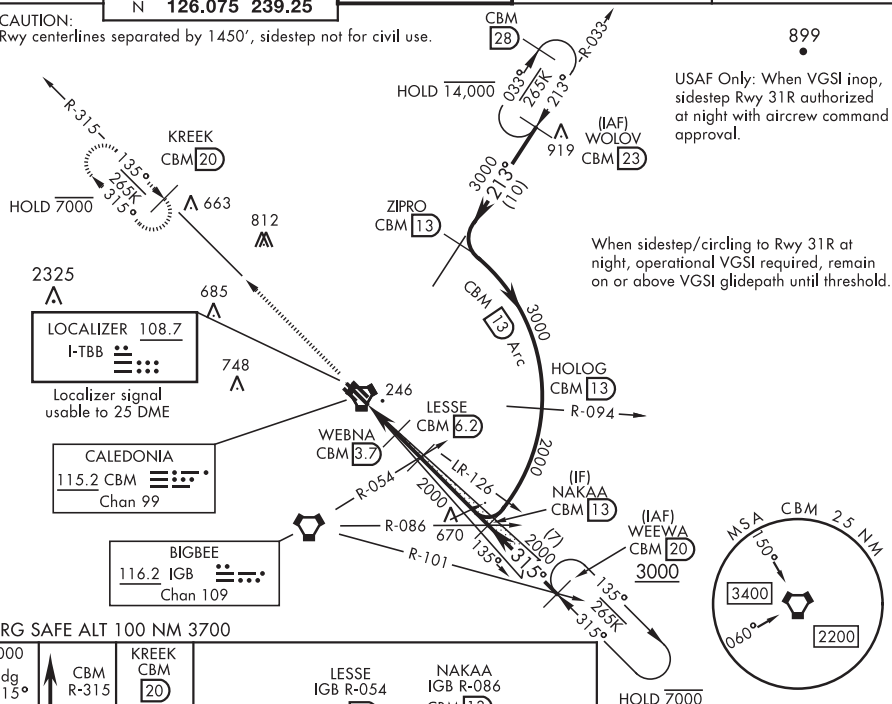 N 126.075 239.25
CAUTION:
Rwy centerlines separated by 1450', sidestep not for civil use.
CBM
28
R-033
HOLD 14,000
033°
265K
213°
899
USAF Only: When VGSI inop,
sidestep Rwy 31R authorized
at night with aircrew command
approval.
(IAF)
WOLOV
CBM 23
919
R-315
KREEK
CBM 20
135°
265K
315°
HOLD 7000
663
812
3000
213°
(10)
ZIPRO
CBM 13
When sidestep/circling to Rwy 31R at
night, operational VGSI required, remain
on or above VGSI glidepath until threshold.
2325
685
CBM 13 Arc
3000
LOCALIZER 108.7
I-TBB
Localizer signal
usable to 25 DME
748
246
HOLOG
CBM 13
R-094
LESSE
CBM 6.2
WEBNA
CBM 3.7
2000
CALEDONIA
115.2 CBM
Chan 99
R-054
LR-126
2000
(IF)
NAKAA
CBM 13
R-086
670
135°
(7)
2000
315°
R-101
(IAF)
WEEWA
CBM 20
3000
BIGBEE
116.2 IGB
Chan 109
135°
265K
315°
HOLD 7000
MSA CBM 25 NM
150°
3400
060°
2200
RG SAFE ALT 100 NM 3700
000
dg
15°
CBM
R-315
KREEK
CBM
20
LESSE
IGB R-054
NAKAA
IGB R-086
CBM 13